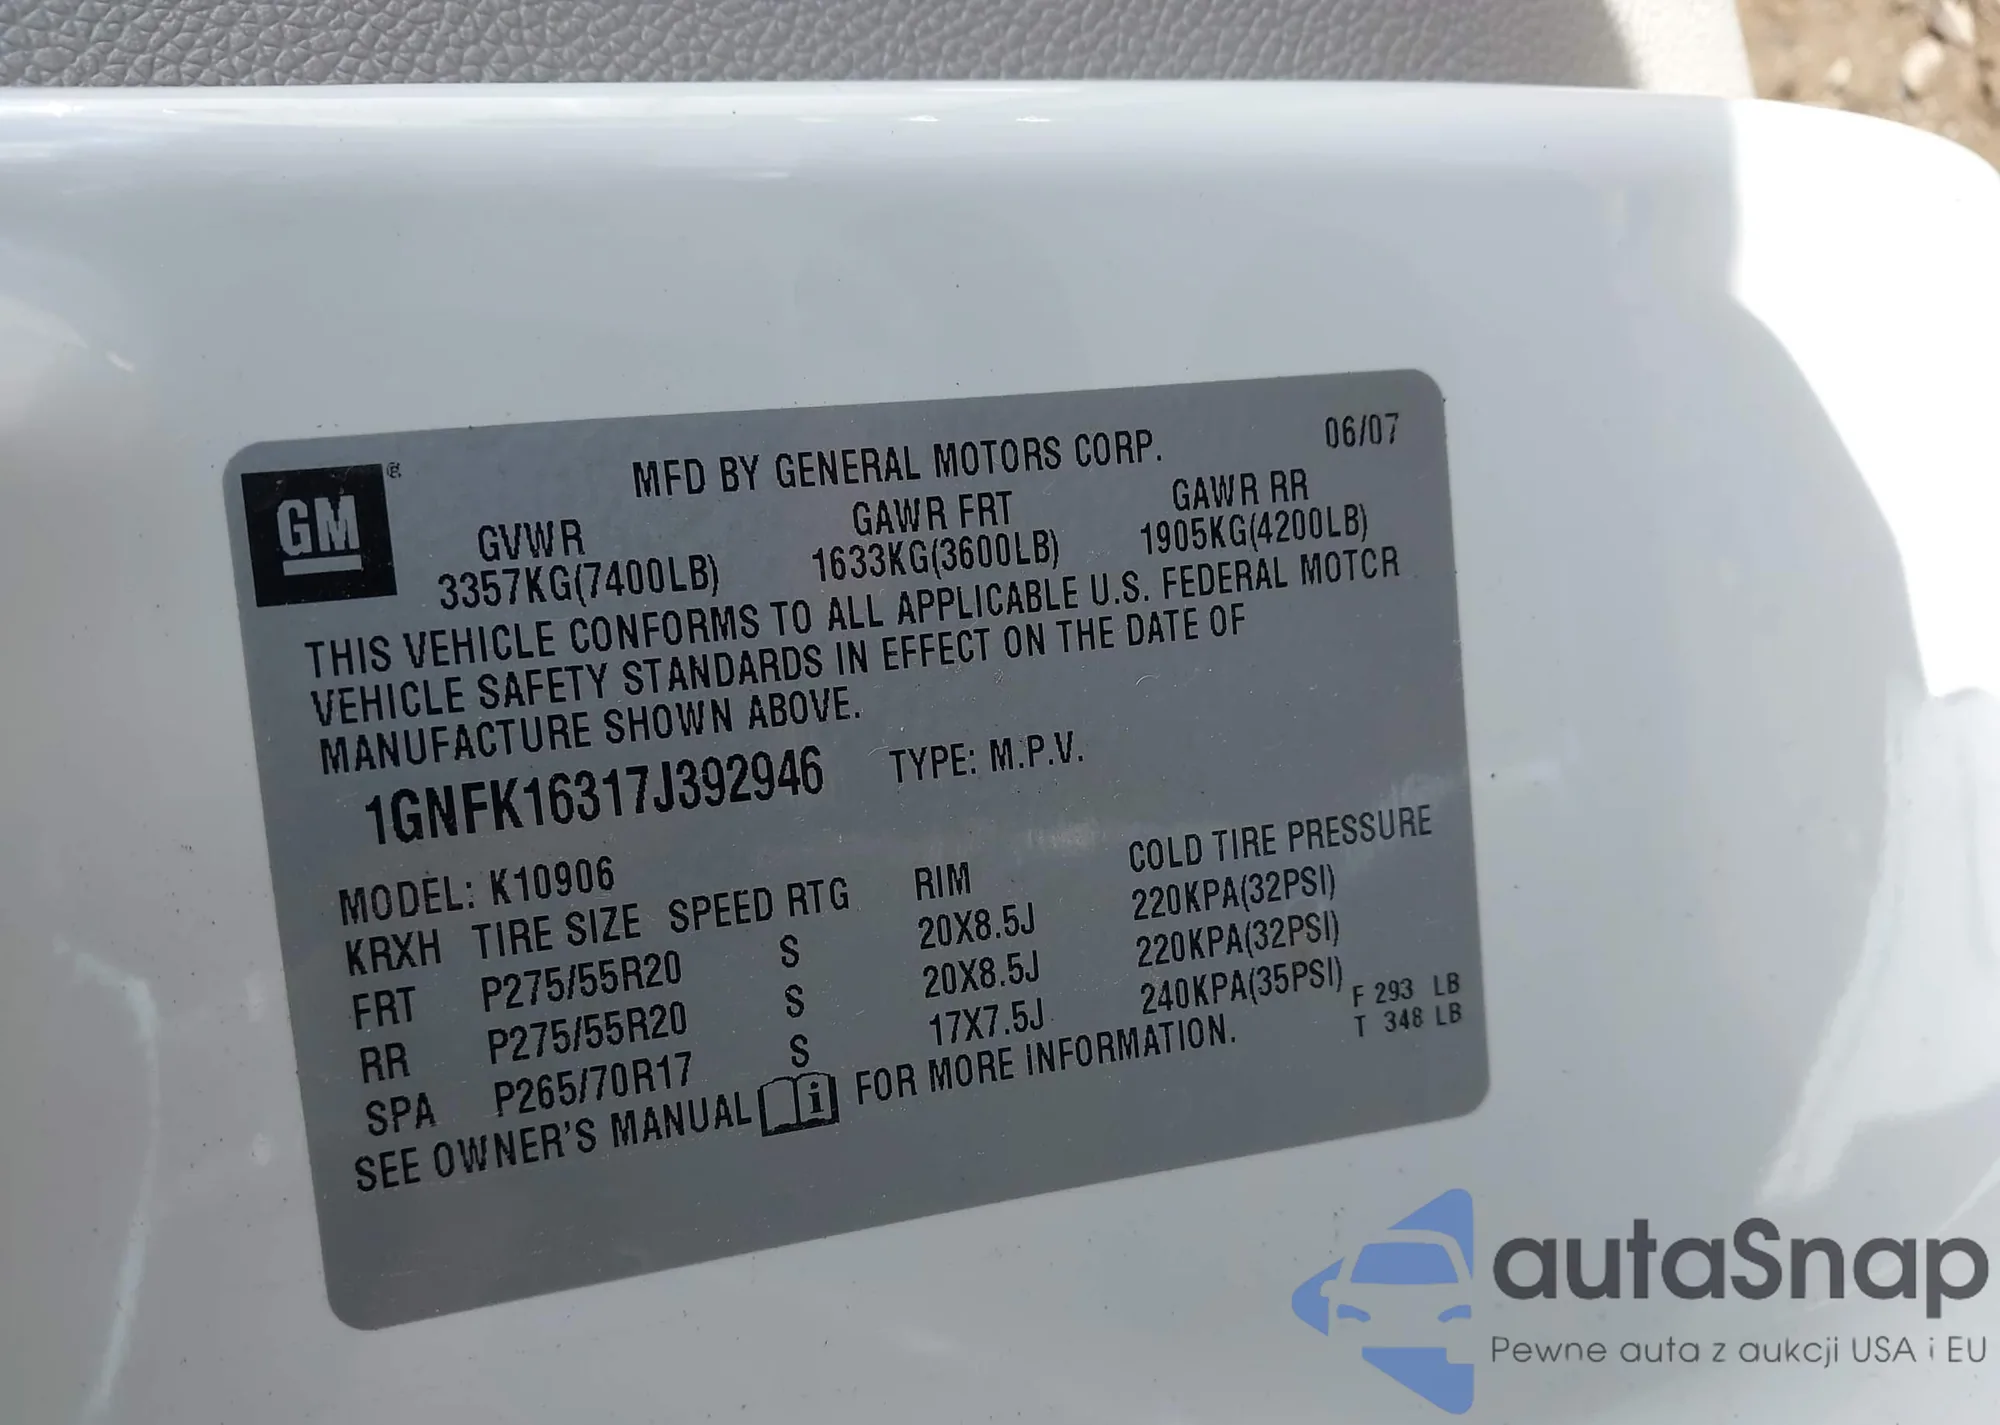 06/07
GM ®
MFD BY GENERAL MOTORS CORP.
GVWR GAWR FRT GAWR RR
3357KG(7400LB) 1633KG(3600LB) 1905KG(4200LB)
THIS VEHICLE CONFORMS TO ALL APPLICABLE U.S. FEDERAL MOTCR
VEHICLE SAFETY STANDARDS IN EFFECT ON THE DATE OF
MANUFACTURE SHOWN ABOVE.
1GNFK16317J392946 TYPE: M.P.V.
MODEL: K10906
KRXH TIRE SIZE SPEED RTG RIM COLD TIRE PRESSURE
FRT P275/55R20 S 20X8.5J 220KPA(32PSI)
RR P275/55R20 S 20X8.5J 220KPA(32PSI)
SPA P265/70R17 S 17X7.5J 240KPA(35PSI)
F 293 LB
T 348 LB
SEE OWNER'S MANUAL i FOR MORE INFORMATION.
autaSnap
Pewne auta z aukcji USA i EU